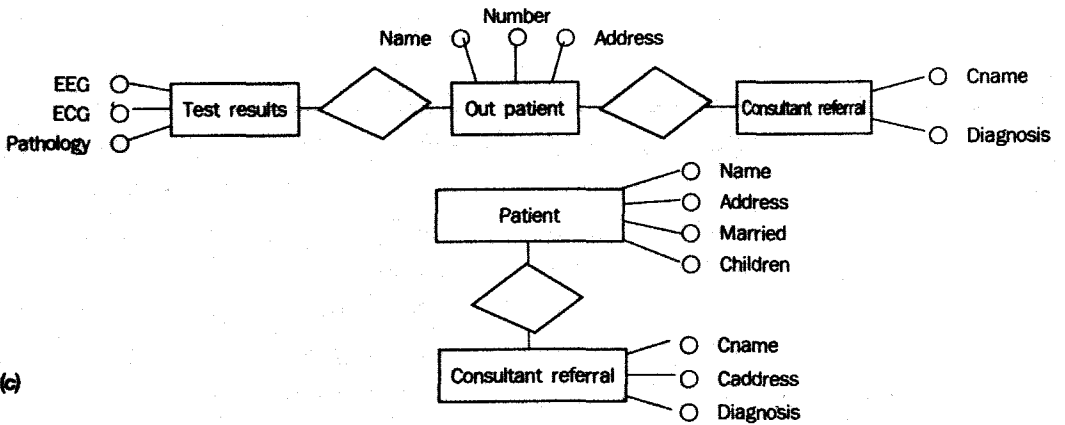 Number
Name
Address
EEG
ECG
Pathology
Test results
Out patient
Consultant referral
Cname
Diagnosis
Patient
Name
Address
Married
Children
Consultant referral
Cname
Caddress
Diagnosis
(c)